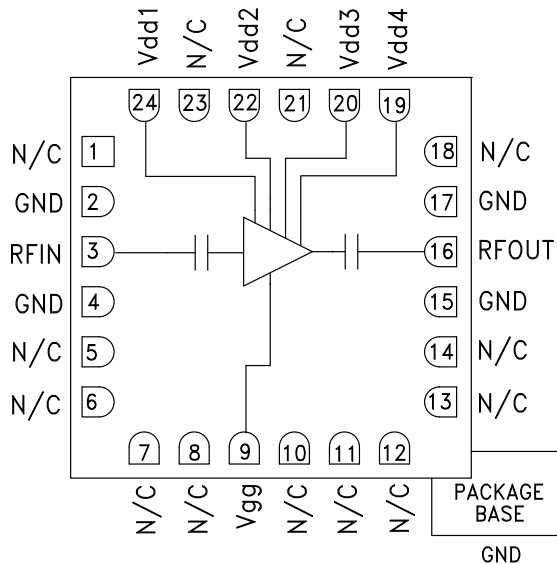 Vdd1
N/C
Vdd2
N/C
Vdd3
Vdd4
24
23
22
21
20
19
N/C
1
18
N/C
GND
2
17
GND
RFIN
3
16
RFOUT
GND
4
15
GND
N/C
5
14
N/C
N/C
6
13
N/C
7
8
9
10
11
12
N/C
N/C
Vgg
N/C
N/C
N/C
PACKAGE
BASE
GND